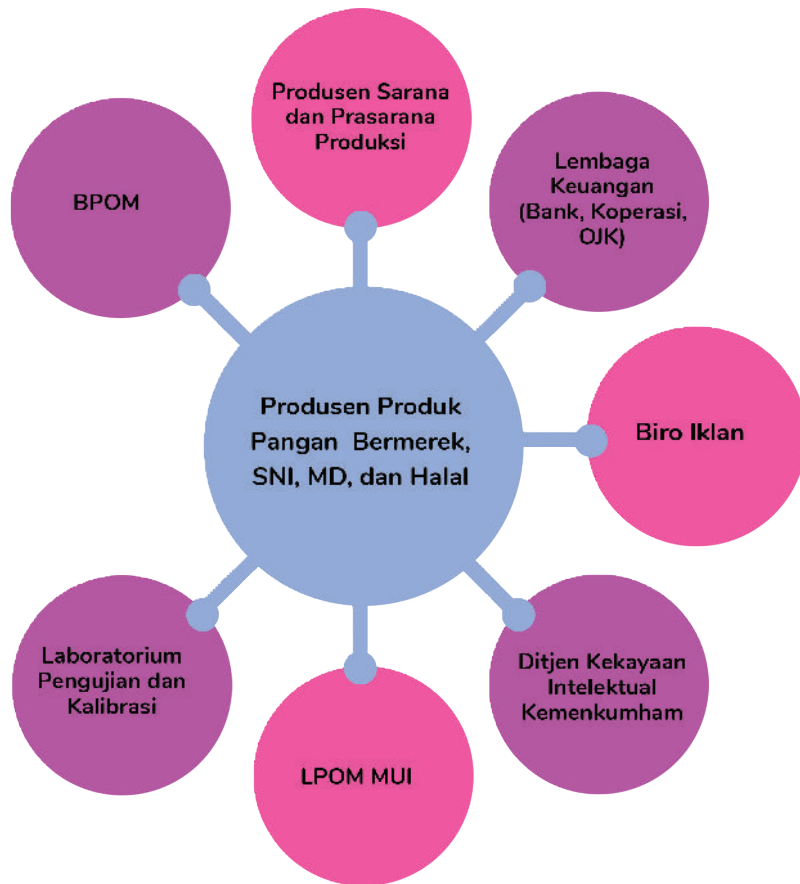 Produsen Sarana
dan Prasarana
Produksi
Lembaga
Keuangan
(Bank, Koperasi,
OJK)
BPOM
Biro Iklan
Produsen Produk
Pangan Bermerek,
SNI, MD, dan Halal
Ditjen Kekayaan
Intelektual
Kemenkumham
Laboratorium
Pengujian dan
Kalibrasi
LPOM MUI